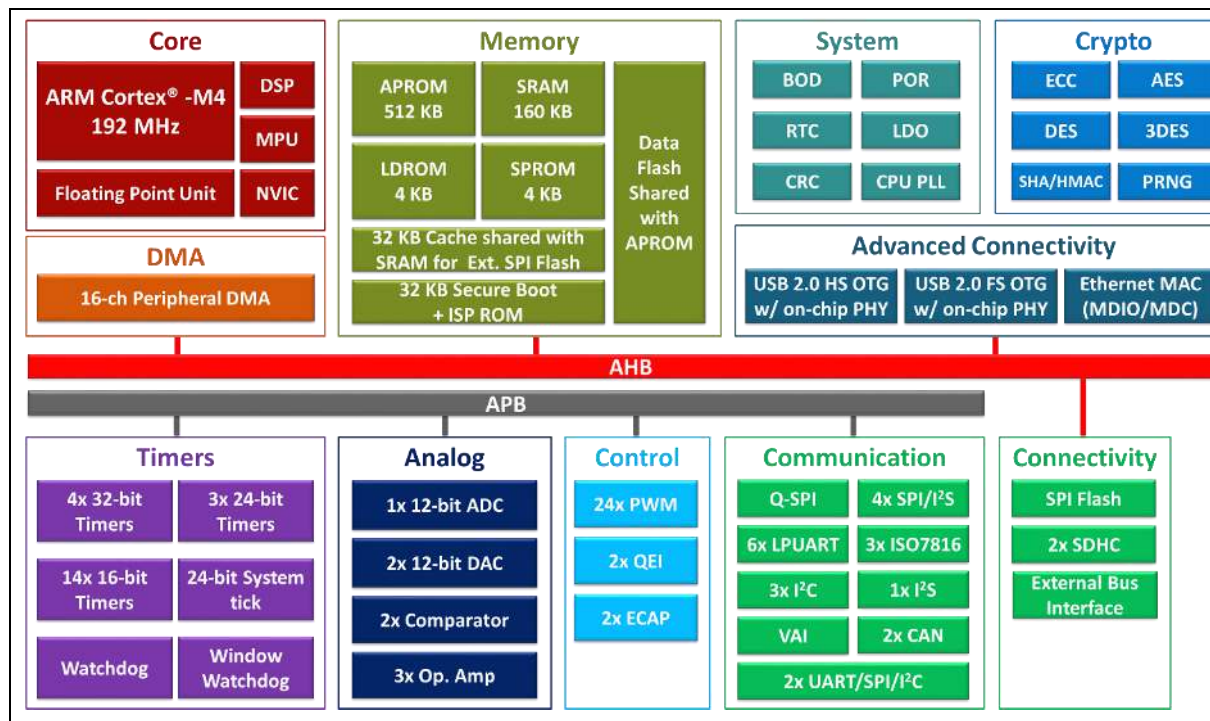 Core
ARM Cortex® -M4
192 MHz
DSP
MPU
Floating Point Unit
NVIC
DMA
16-ch Peripheral DMA
Memory
APROM
512 KB
SRAM
160 KB
LDROM
4 KB
SPROM
4 KB
32 KB Cache shared with
SRAM for Ext. SPI Flash
32 KB Secure Boot
+ ISP ROM
Data
Flash
Shared
with
APROM
System
BOD
POR
RTC
LDO
CRC
CPU PLL
Crypto
ECC
AES
DES
3DES
SHA/HMAC
PRNG
Advanced Connectivity
USB 2.0 HS OTG
w/ on-chip PHY
USB 2.0 FS OTG
w/ on-chip PHY
Ethernet MAC
(MDIO/MDC)
AHB
APB
Timers
4x 32-bit
Timers
3x 24-bit
Timers
14x 16-bit
Timers
24-bit System
tick
Watchdog
Window
Watchdog
Analog
1x 12-bit ADC
2x 12-bit DAC
2x Comparator
3x Op. Amp
Control
24x PWM
2x QEI
2x ECAP
Communication
Q-SPI
4x SPI/I²S
6x LPUART
3x ISO7816
3x I²C
1x I²S
VAI
2x CAN
2x UART/SPI/I²C
Connectivity
SPI Flash
2x SDHC
External Bus
Interface